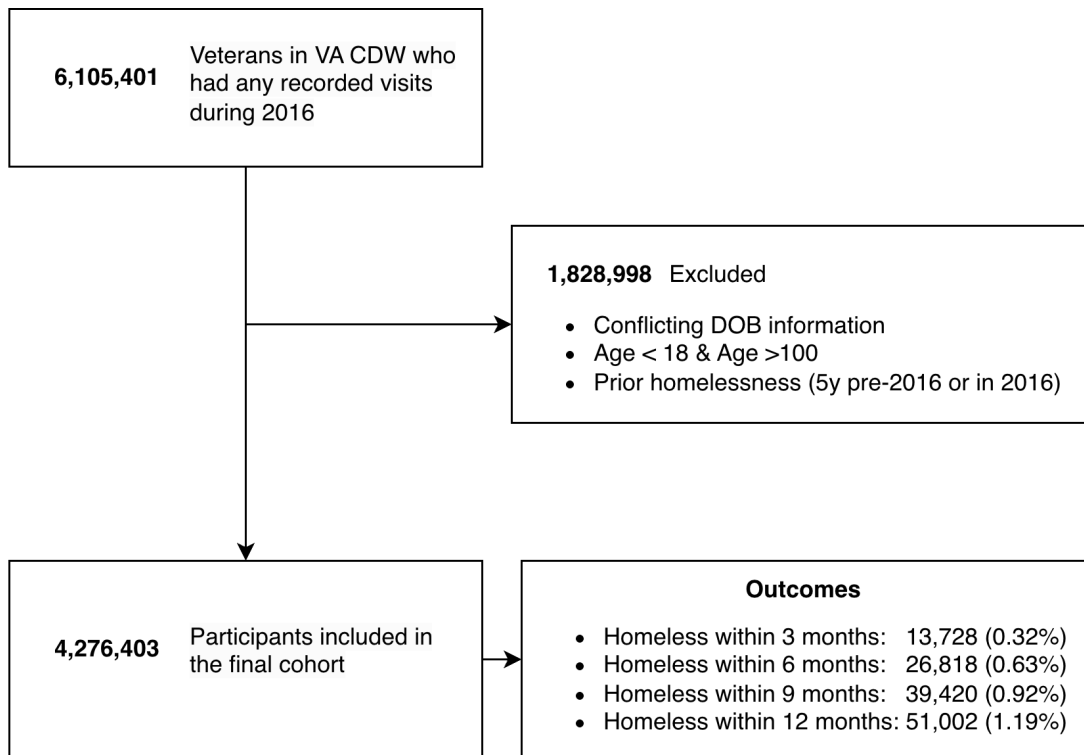 6,105,401 Veterans in VA CDW who
had any recorded visits
during 2016
1,828,998 Excluded
• Conflicting DOB information
• Age < 18 & Age >100
• Prior homelessness (5y pre-2016 or in 2016)
4,276,403 Participants included in
the final cohort
Outcomes
• Homeless within 3 months: 13,728 (0.32%)
• Homeless within 6 months: 26,818 (0.63%)
• Homeless within 9 months: 39,420 (0.92%)
• Homeless within 12 months: 51,002 (1.19%)